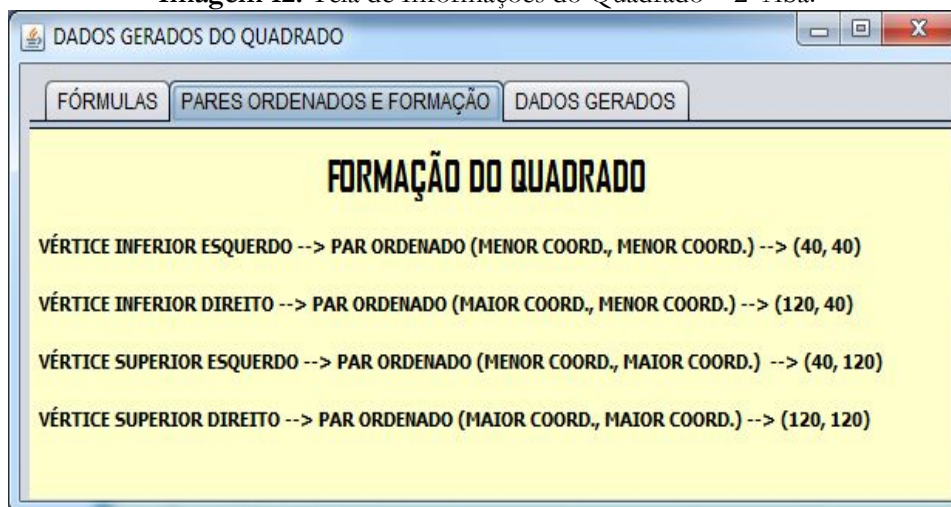 Imagem 12. Tela de Informações do Quadrado – 2ª Aba.
DADOS GERADOS DO QUADRADO
FÓRMULAS PARES ORDENADOS E FORMAÇÃO DADOS GERADOS
FORMAÇÃO DO QUADRADO
VÉRTICE INFERIOR ESQUERDO --> PAR ORDENADO (MENOR COORD., MENOR COORD.) --> (40, 40)
VÉRTICE INFERIOR DIREITO --> PAR ORDENADO (MAIOR COORD., MENOR COORD.) --> (120, 40)
VÉRTICE SUPERIOR ESQUERDO --> PAR ORDENADO (MENOR COORD., MAIOR COORD.) --> (40, 120)
VÉRTICE SUPERIOR DIREITO --> PAR ORDENADO (MAIOR COORD., MAIOR COORD.) --> (120, 120)